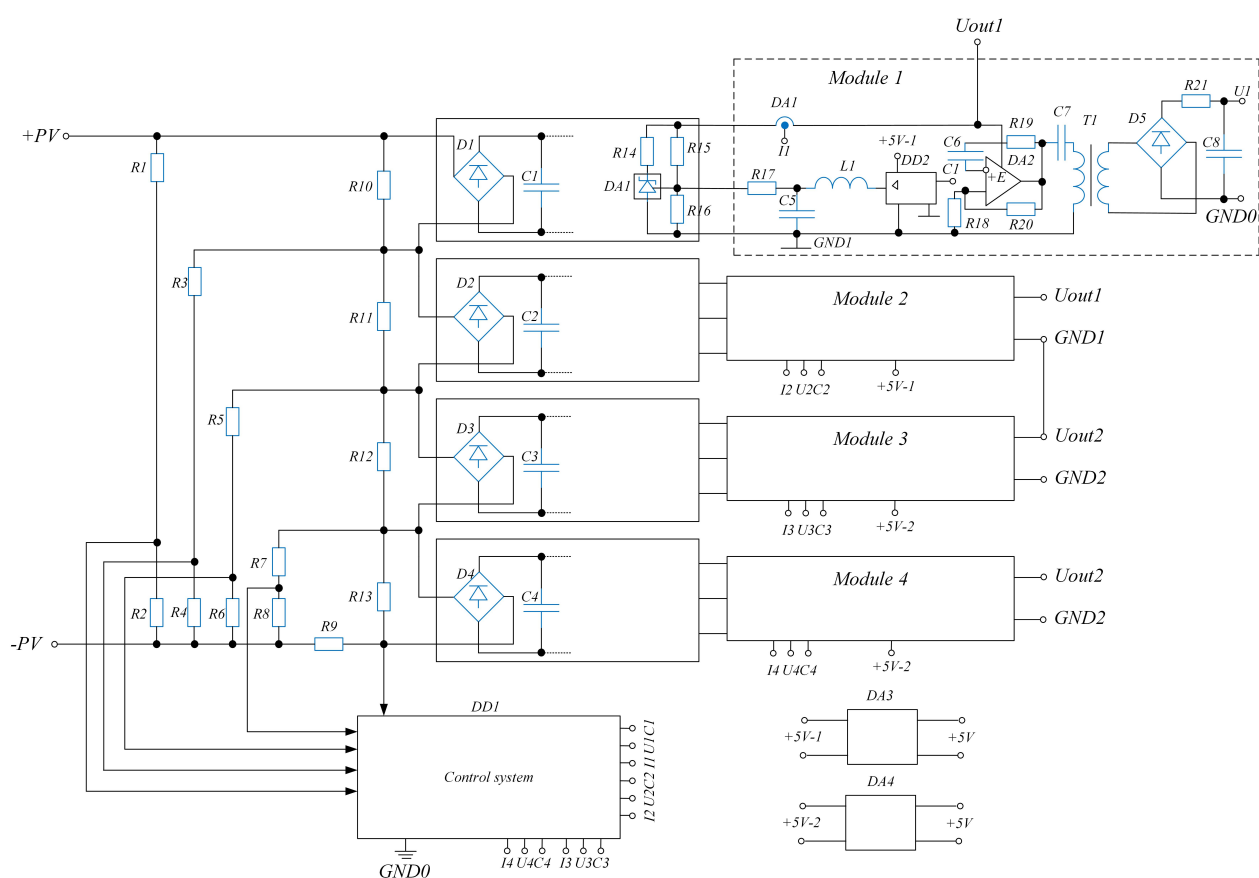 Uout1
Module 1
R21
U1
DA1
C7
T1
D5
R19
+PV
D1
R14
R15
I1
+5V-1
C6
DA2
C8
R1
R10
C1
DD2
C1
+E
DA1
R17
L1
R16
C5
R18
R20
GND0
GND1
R3
D2
Module 2
Uout1
R11
C2
GND1
I2 U2C2
+5V-1
R5
D3
Module 3
Uout2
R12
C3
GND2
I3 U3C3
+5V-2
R7
D4
Module 4
Uout2
R13
C4
R2
R4
R6
R8
GND2
R9
-PV
I4 U4C4
+5V-2
DD1
DA3
I1 U1C1
+5V-1
+5V
Control system
I2 U2C2
DA4
+5V-2
+5V
GND0
I4 U4C4
I3 U3C3